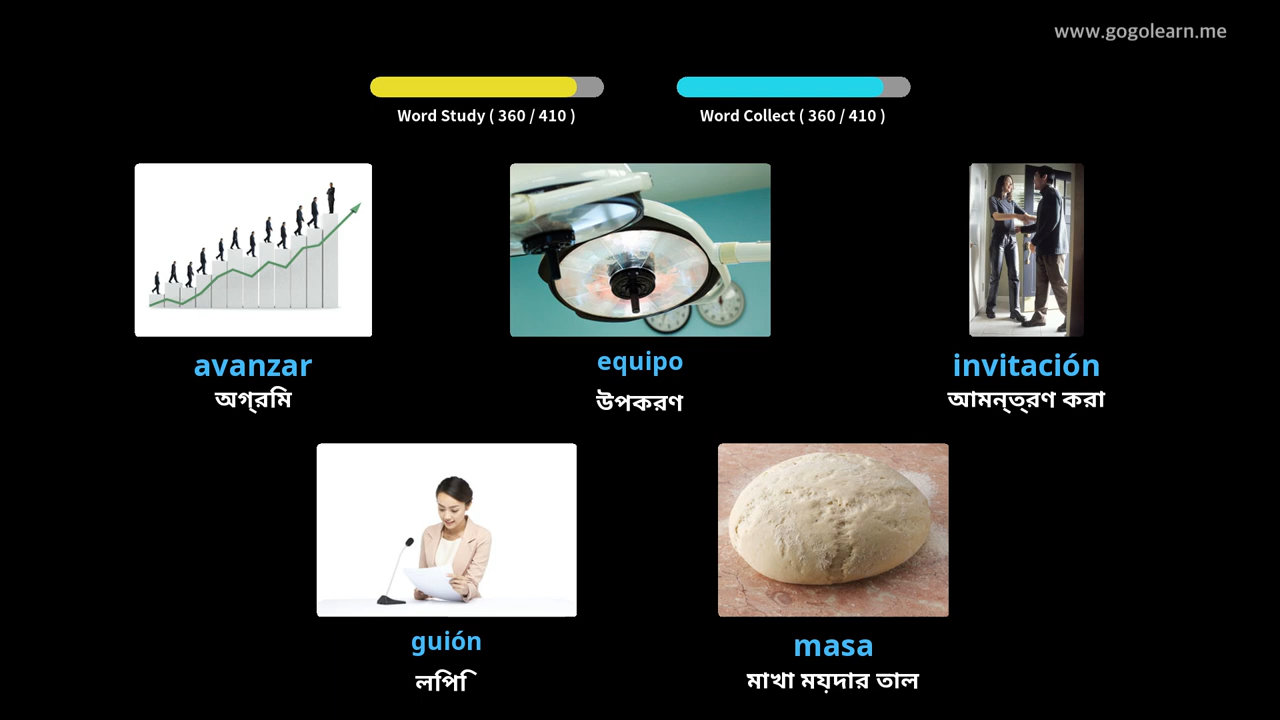 www.gogolearn.me
Word Study ( 360 / 410 )
Word Collect ( 360 / 410 )
avanzar
অগ্রমি
equipo
উপকরণ
invitación
আমন্ত্রণ করা
guión
লপিি
masa
মাখা ময়দার তাল